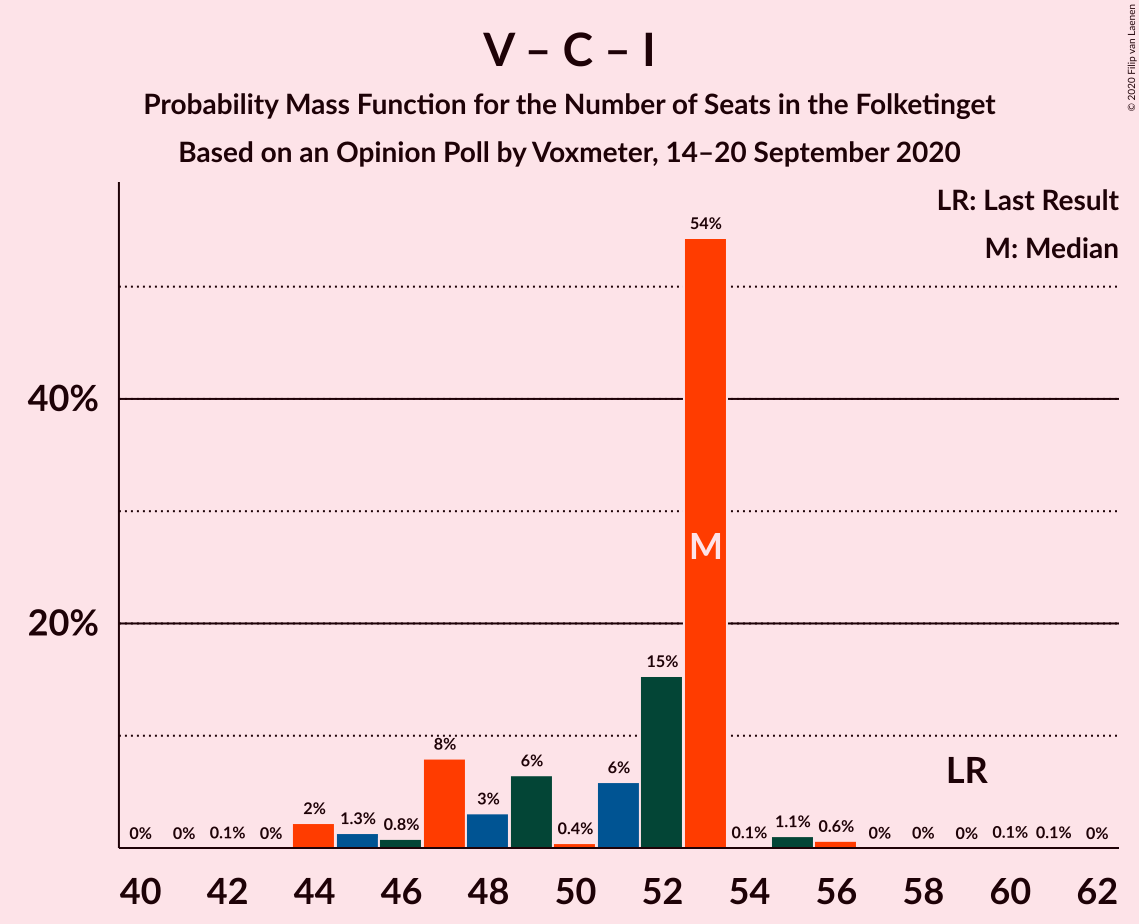 V – C – I
Probability Mass Function for the Number of Seats in the Folketinget
Based on an Opinion Poll by Voxmeter, 14–20 September 2020
© 2020 Filip van Laenen
LR: Last Result
M: Median
40%
20%
0% 0% 0.1% 0% 2% 1.3% 0.8% 8% 3% 6% 0.4% 6% 15% 54% 0.1% 1.1% 0.6% 0% 0% 0% 0.1% 0.1% 0%
M
LR
40 42 44 46 48 50 52 54 56 58 60 62